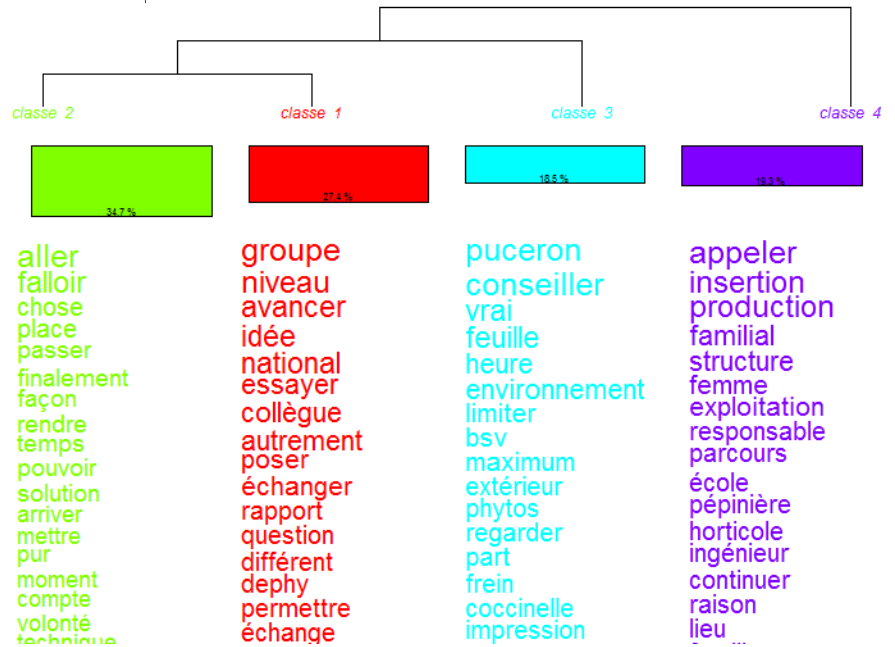 classe 2
classe 1
classe 3
classe 4
34.7 %
27.4 %
18.5 %
19.3 %
aller
falloir
chose
place
passer
finalement
façon
rendre
temps
pouvoir
solution
arriver
mettre
pur
moment
compte
volonté
technique
groupe
niveau
avancer
idée
national
essayer
collègue
autrement
poser
échanger
rapport
question
différent
dephy
permettre
échange
puceron
conseiller
vrai
feuille
heure
environnement
limiter
bsv
maximum
extérieur
phytos
regarder
part
frein
coccinelle
impression
appeler
insertion
production
familial
structure
femme
exploitation
responsable
parcours
école
pépinière
horticole
ingénieur
continuer
raison
lieu